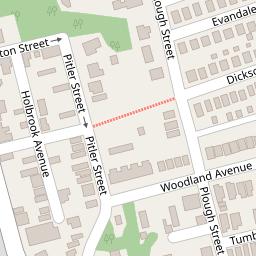 Evandale
Plough Street
ton Street
Pitler Street
Dickso
Holbrook Avenue
Pitler Street
Woodland Avenue
Plough Street
Tumb